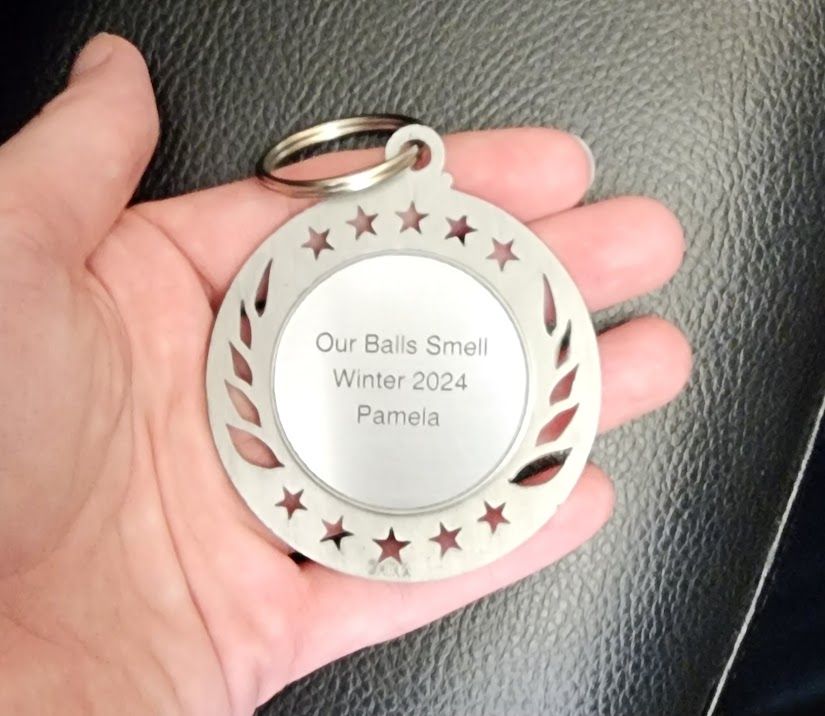 Our Balls Smell
Winter 2024
Pamela